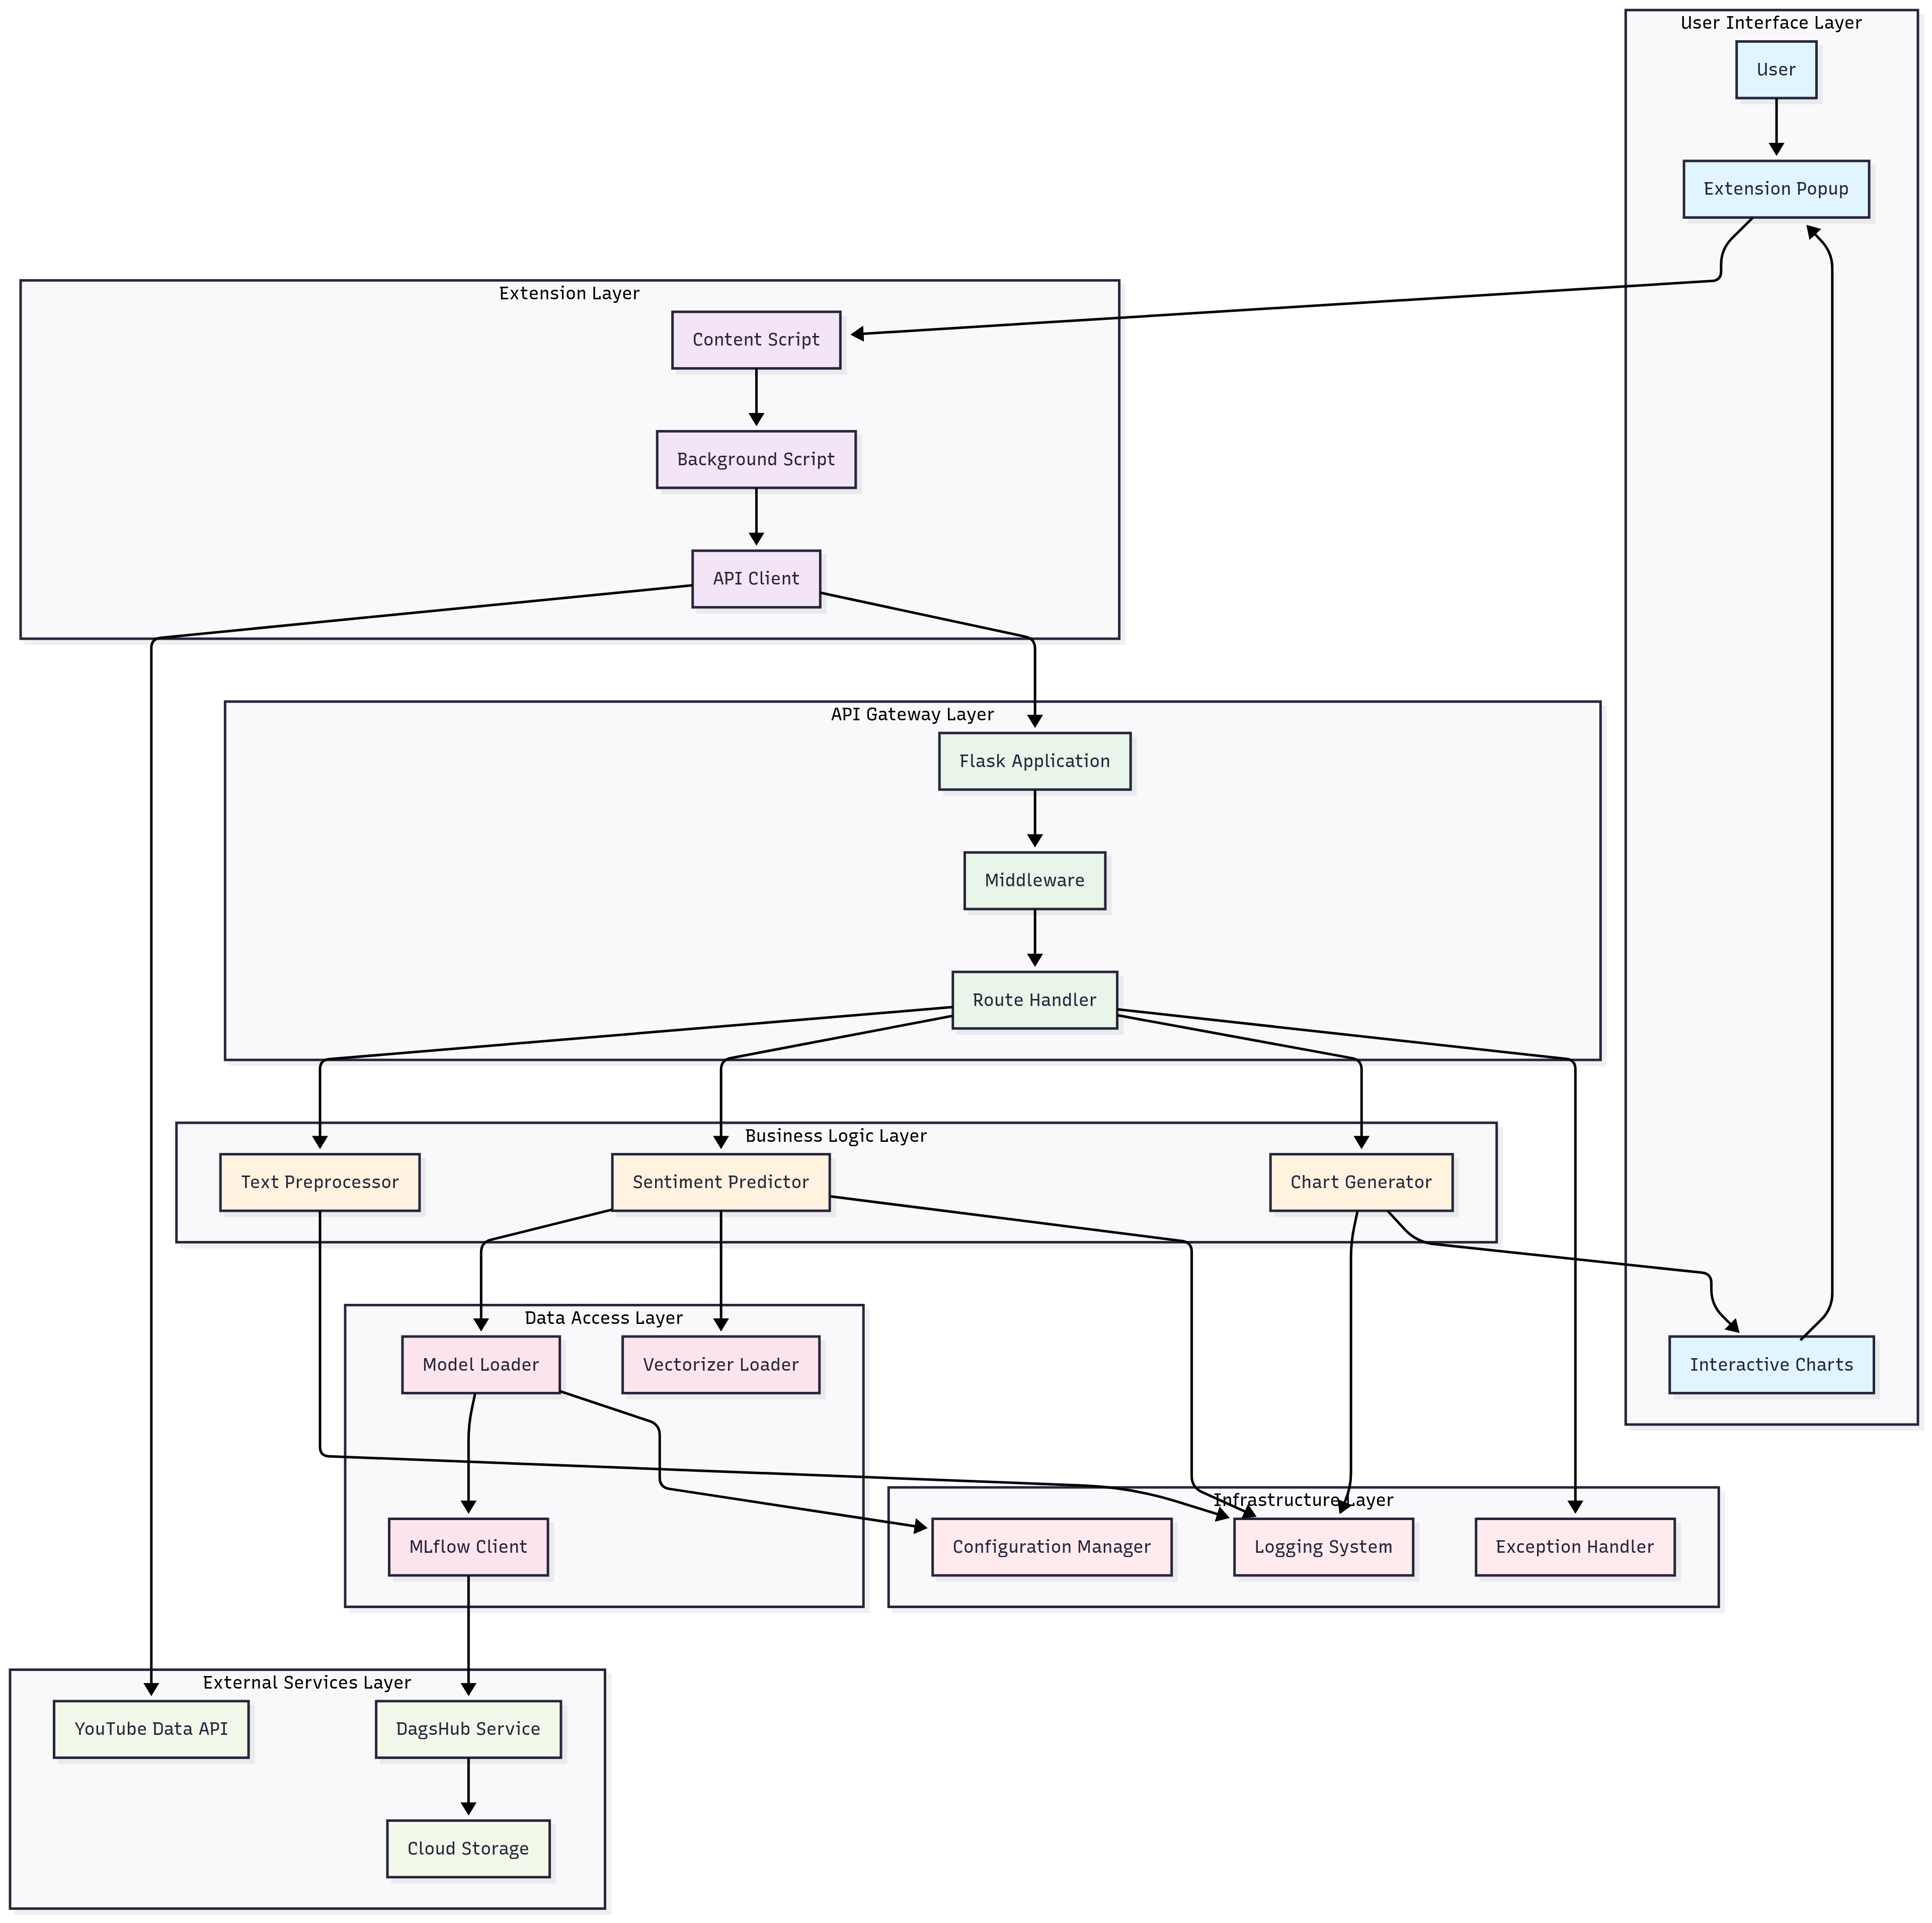 User Interface Layer
User
Extension Popup
Extension Layer
Content Script
Background Script
API Client
API Gateway Layer
Flask Application
Middleware
Route Handler
Business Logic Layer
Text Preprocessor
Sentiment Predictor
Chart Generator
Data Access Layer
Model Loader
Vectorizer Loader
Interactive Charts
Infrastructure Layer
MLflow Client
Configuration Manager
Logging System
Exception Handler
External Services Layer
YouTube Data API
DagsHub Service
Cloud Storage